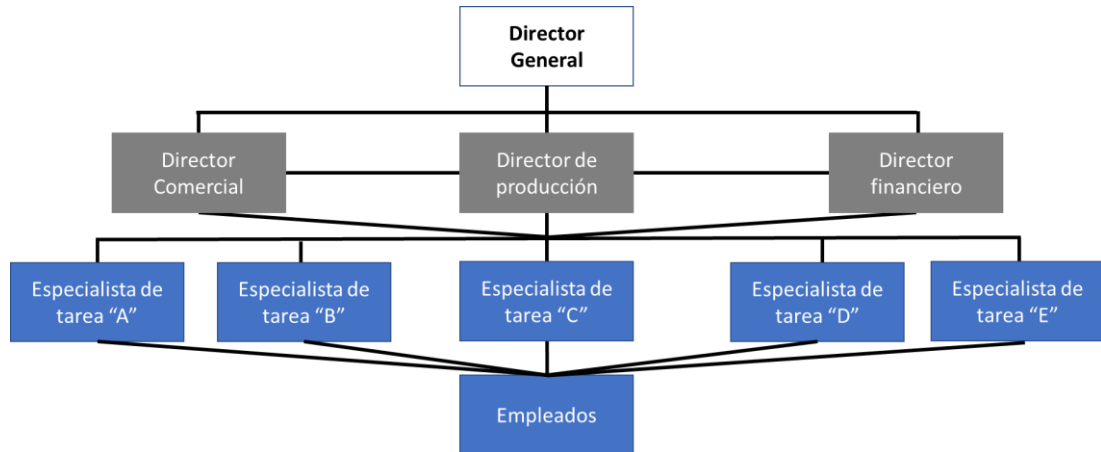 Director
General
Director
Comercial
Director de
producción
Director
financiero
Especialista de
tarea “A”
Especialista de
tarea “B”
Especialista de
tarea “C”
Especialista de
tarea “D”
Especialista de
tarea “E”
Empleados